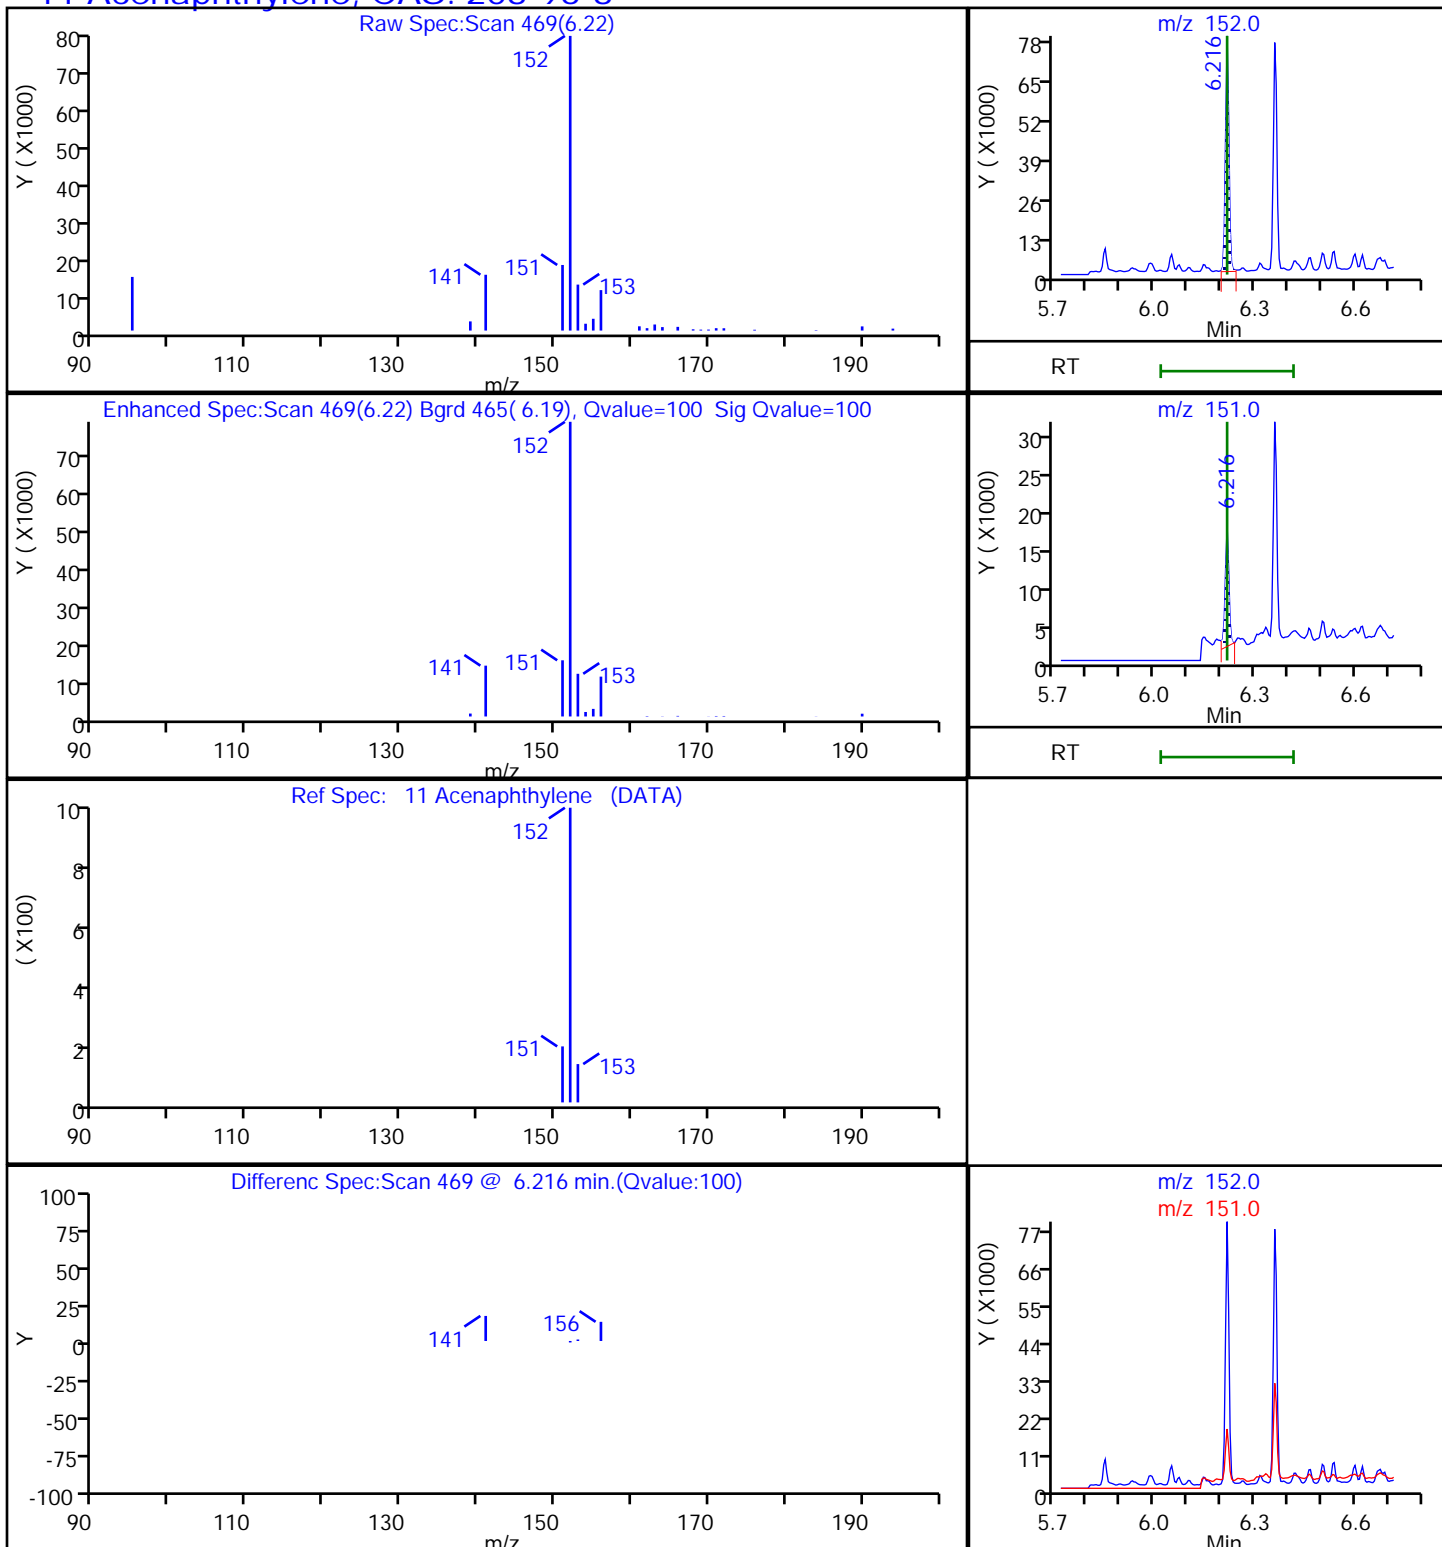 11 Acenaphthylene, CAS: 208-96-8
Raw Spec:Scan 469(6.22)
Y ( X1000)
80
70
60
50
40
30
20
10
0
152
141
151
153
90 110 130 150 170 190
m/z
m/z 152.0
Y ( X1000)
78
65
52
39
26
13
0
6.216
5.7 6.0 6.3 6.6
Min
RT
Enhanced Spec:Scan 469(6.22) Bgrd 465( 6.19), Qvalue=100 Sig Qvalue=100
Y ( X1000)
70
60
50
40
30
20
10
0
152
141
151
153
90 110 130 150 170 190
m/z
m/z 151.0
Y ( X1000)
30
25
20
15
10
5
0
6.216
5.7 6.0 6.3 6.6
Min
RT
Ref Spec: 11 Acenaphthylene (DATA)
( X100)
10
8
6
4
2
0
152
151
153
90 110 130 150 170 190
Differenc Spec:Scan 469 @ 6.216 min.(Qvalue:100)
Y
100
75
50
25
0
-25
-50
-75
-100
141
156
90 110 130 150 170 190
m/z
m/z 152.0
m/z 151.0
Y ( X1000)
77
66
55
44
33
22
11
0
5.7 6.0 6.3 6.6
Min